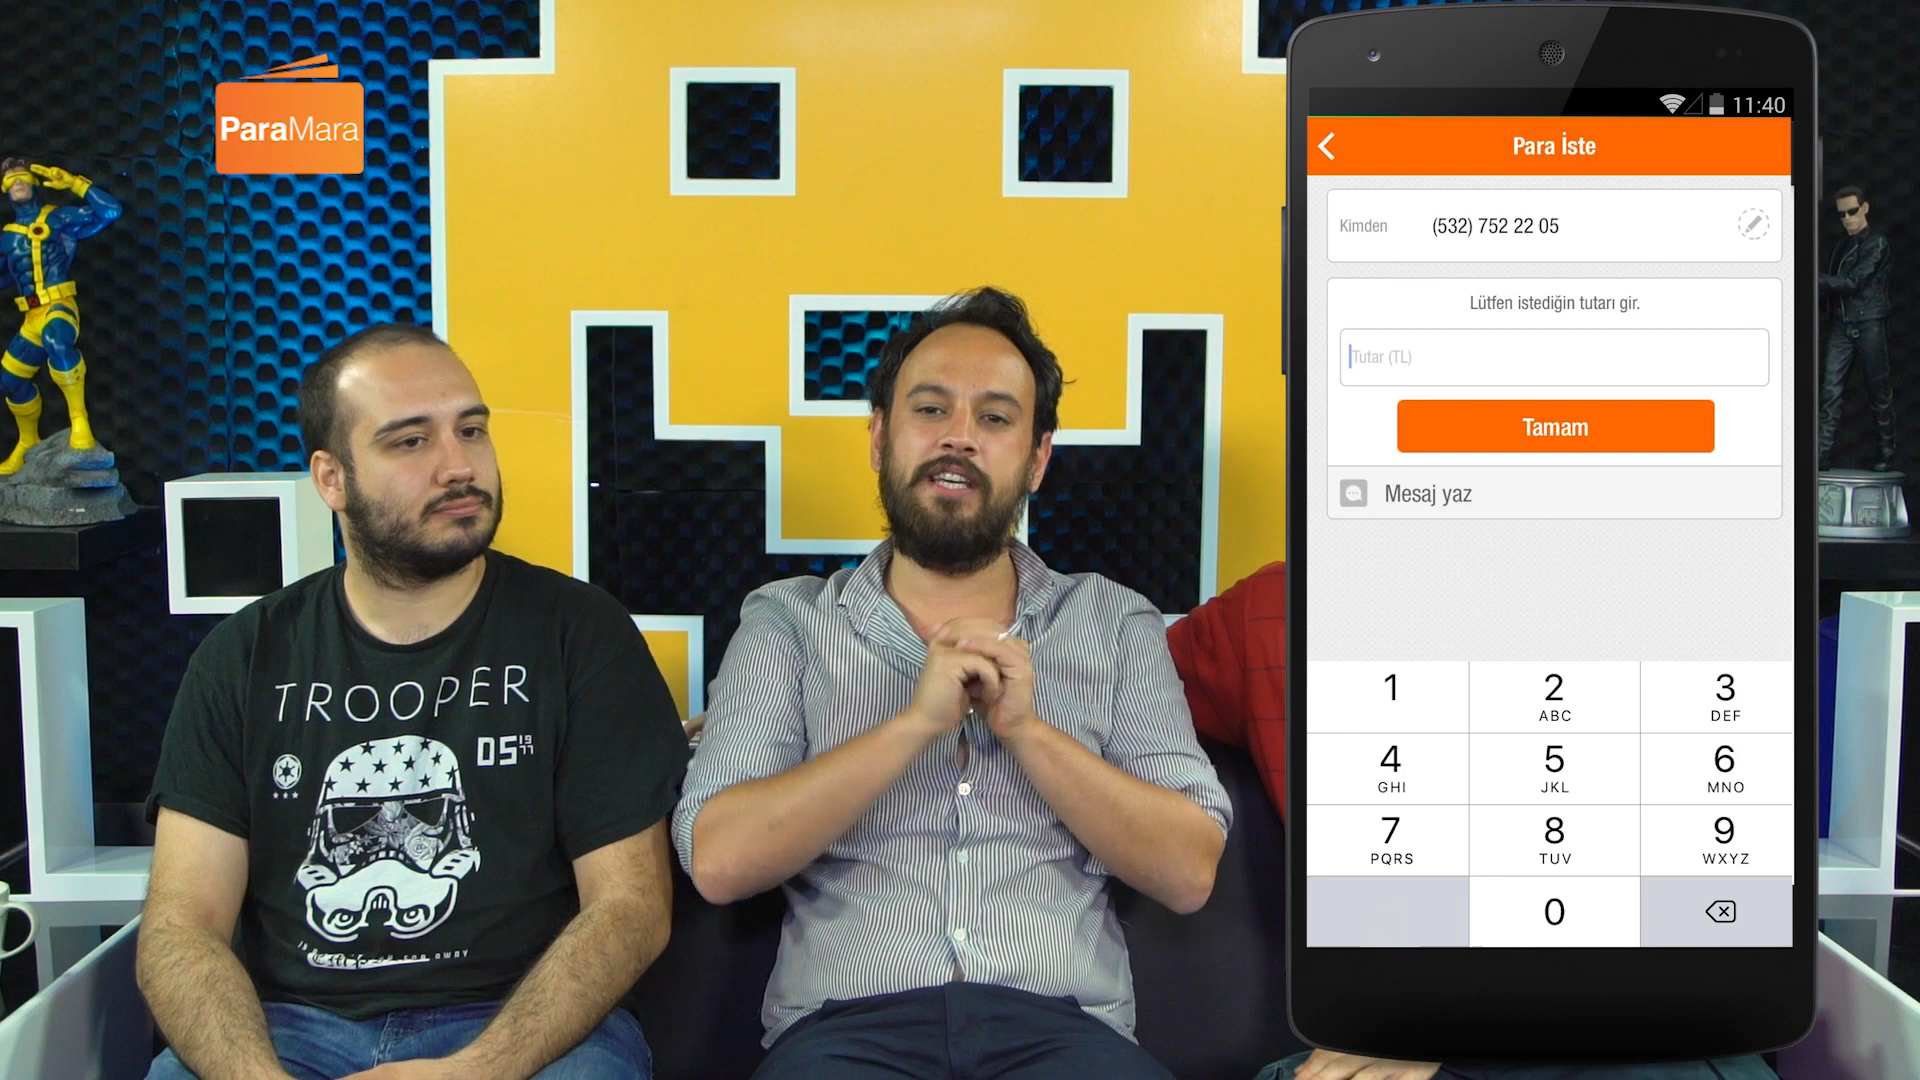 ParaMara
TROOPER
05 19
77
11:40
Para İste
Kimden
(532) 752 22 05
Lütfen istediğin tutarı gir.
Tutar (TL)
Tamam
Mesaj yaz
1
2
ABC
3
DEF
4
GHI
5
JKL
6
MNO
7
PQRS
8
TUV
9
WXYZ
0